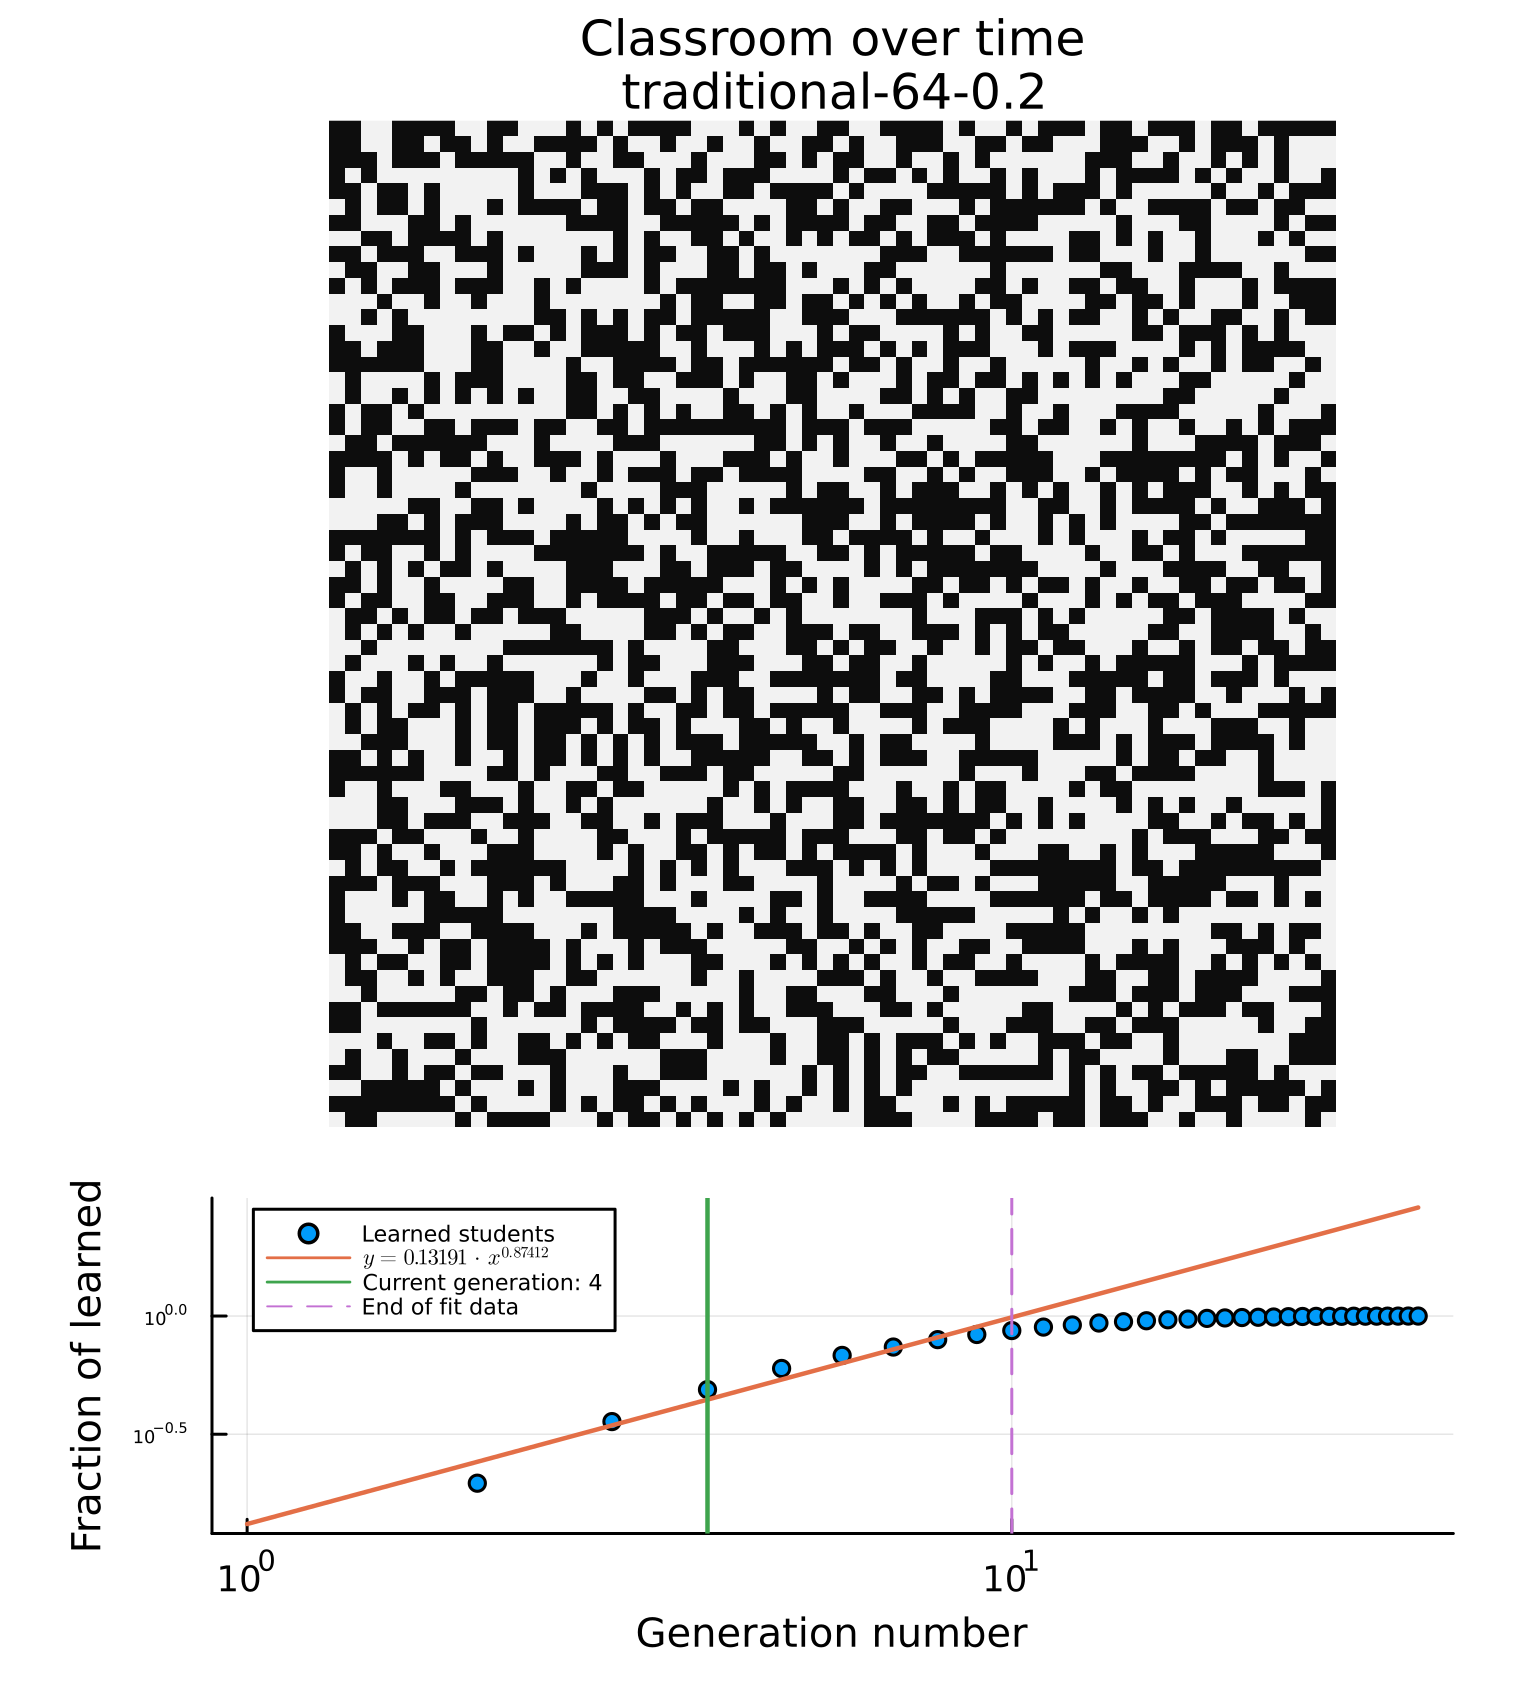 Classroom over time
traditional-64-0.2
Fraction of learned
Learned students
y = 0.13191 · x^0.87412
Current generation: 4
End of fit data
10^0.0
10^−0.5
10^0
10^1
Generation number